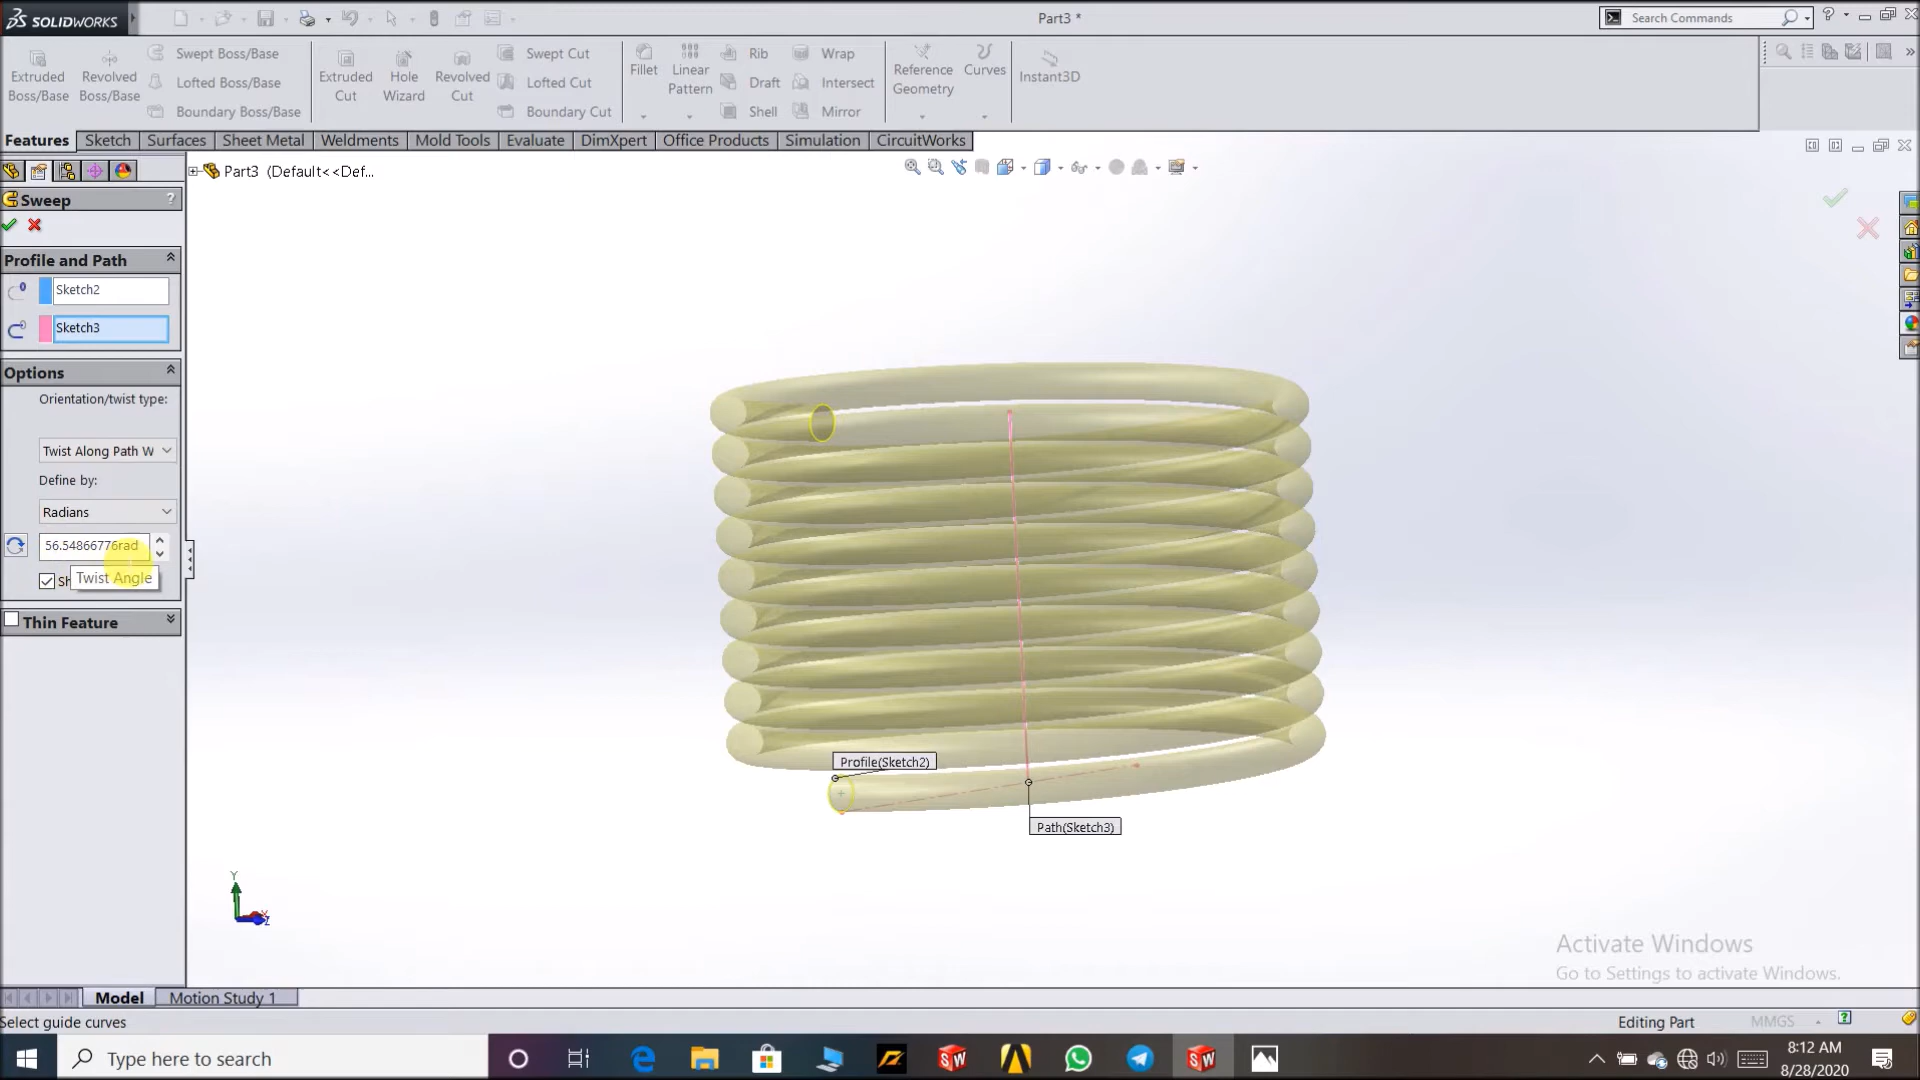 SOLIDWORKS
Part3 *
Search Commands
Extruded Boss/Base
Revolved Boss/Base
Swept Boss/Base
Lofted Boss/Base
Boundary Boss/Base
Extruded Cut
Hole Wizard
Revolved Cut
Swept Cut
Lofted Cut
Boundary Cut
Fillet
Linear Pattern
Rib
Draft
Shell
Wrap
Intersect
Mirror
Reference Geometry
Curves
Instant3D
Features
Sketch
Surfaces
Sheet Metal
Weldments
Mold Tools
Evaluate
DimXpert
Office Products
Simulation
CircuitWorks
Part3 (Default<<Def...
Sweep
?
Profile and Path
Sketch2
Sketch3
Options
Orientation/twist type:
Twist Along Path W
Define by:
Radians
56.54866776rad
Sh
Twist Angle
Thin Feature
Profile(Sketch2)
Path(Sketch3)
Y
Z
Activate Windows
Go to Settings to activate Windows.
Model
Motion Study 1
Select guide curves
Editing Part
MMGS
Type here to search
8:12 AM
8/28/2020